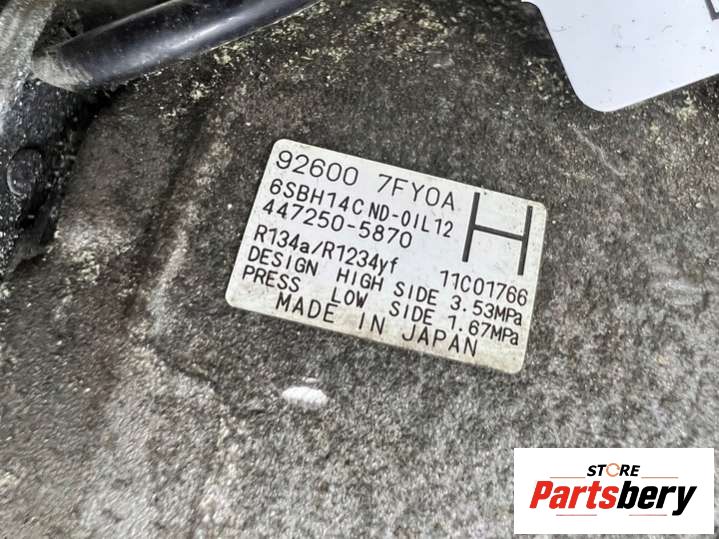 92600 7FY0A
6SBH14C ND-OIL12
H
447250-5870
R134a/R1234yf 11C01766
DESIGN HIGH SIDE 3.53MPa
PRESS LOW SIDE 1.67MPa
MADE IN JAPAN
STORE
Partsbery